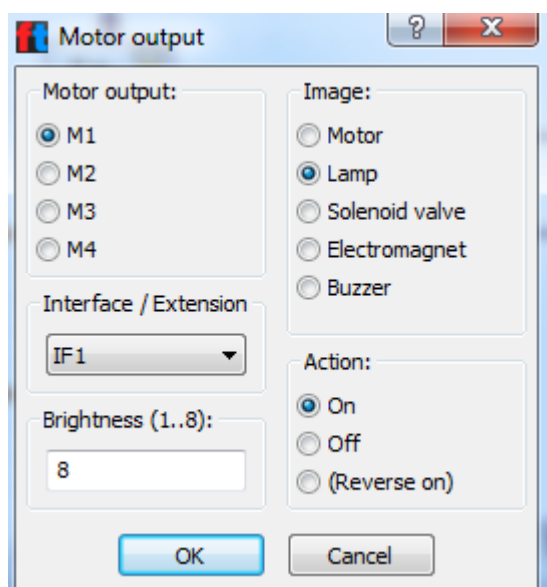 ft Motor output
Motor output:
M1
M2
M3
M4
Interface / Extension
IF1
Brightness (1..8):
8
Image:
Motor
Lamp
Solenoid valve
Electromagnet
Buzzer
Action:
On
Off
(Reverse on)
OK
Cancel